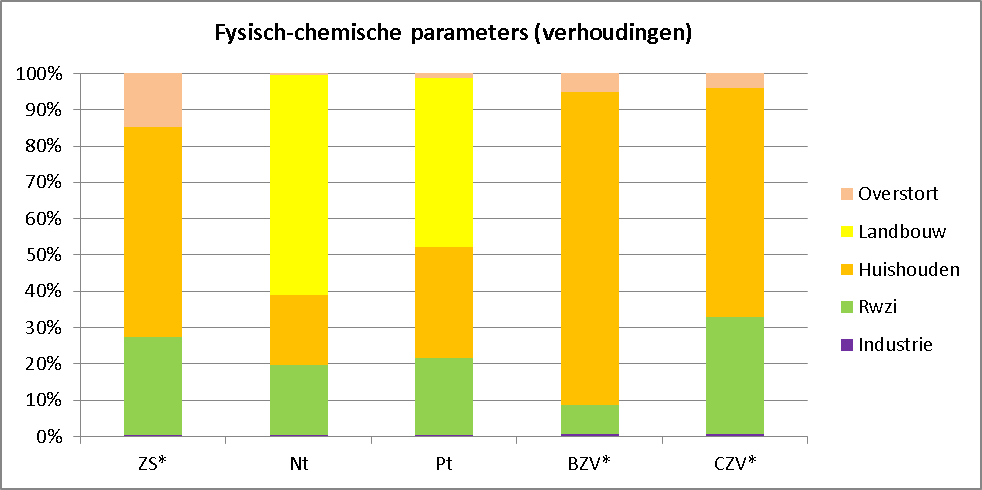 Fysisch-chemische parameters (verhoudingen)
100%
90%
80%
70%
60%
50%
40%
30%
20%
10%
0%
ZS* Nt Pt BZV* CZV*
Overstort
Landbouw
Huishouden
Rwzi
Industrie